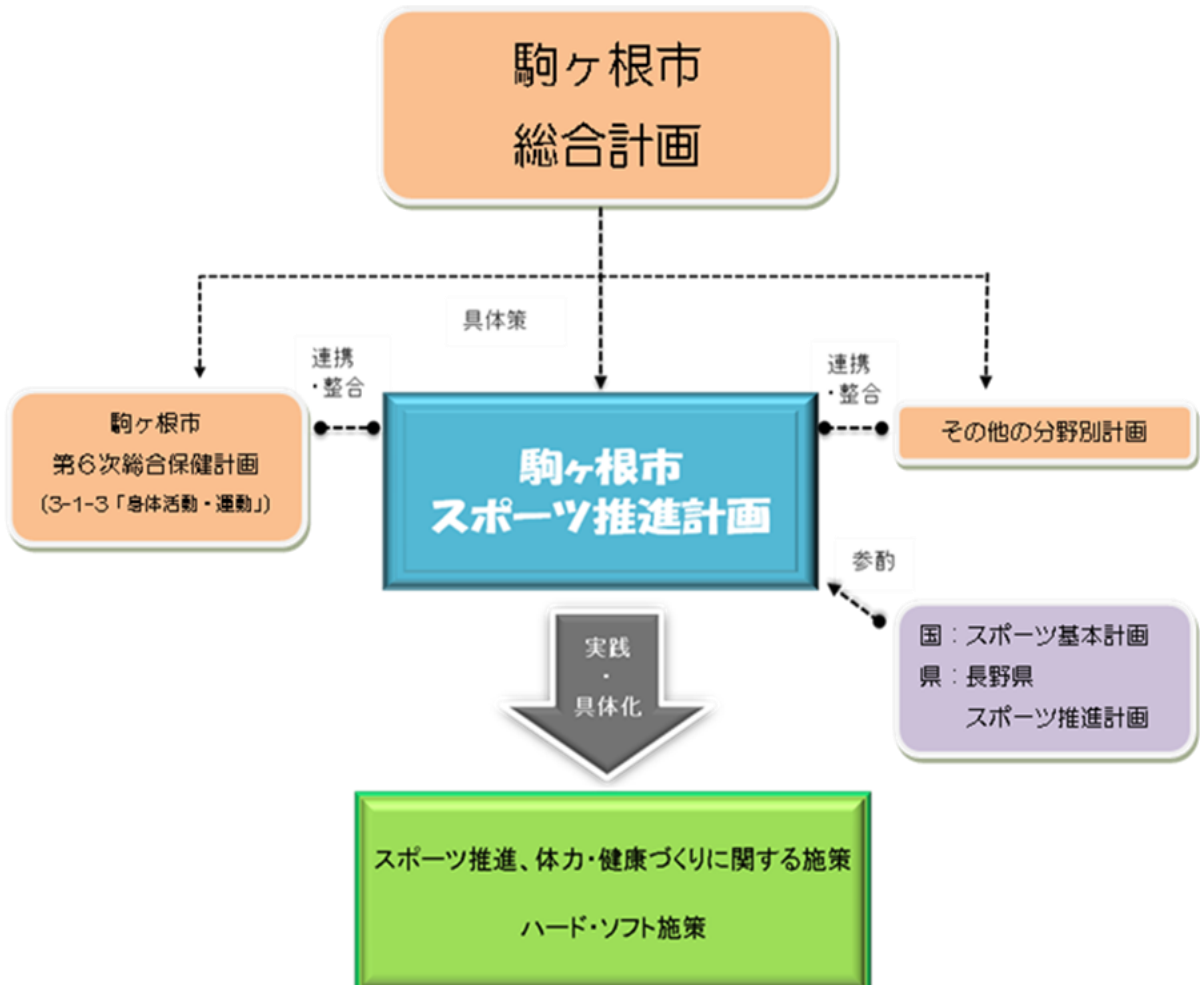 駒ヶ根市
総合計画
具体策
連携
・整合
連携
・整合
駒ヶ根市
第6次総合保健計画
(3-1-3「身体活動・運動」)
駒ヶ根市
スポーツ推進計画
その他の分野別計画
参酌
国：スポーツ基本計画
県：長野県
スポーツ推進計画
実践
・
具体化
スポーツ推進、体力・健康づくりに関する施策
ハード・ソフト施策